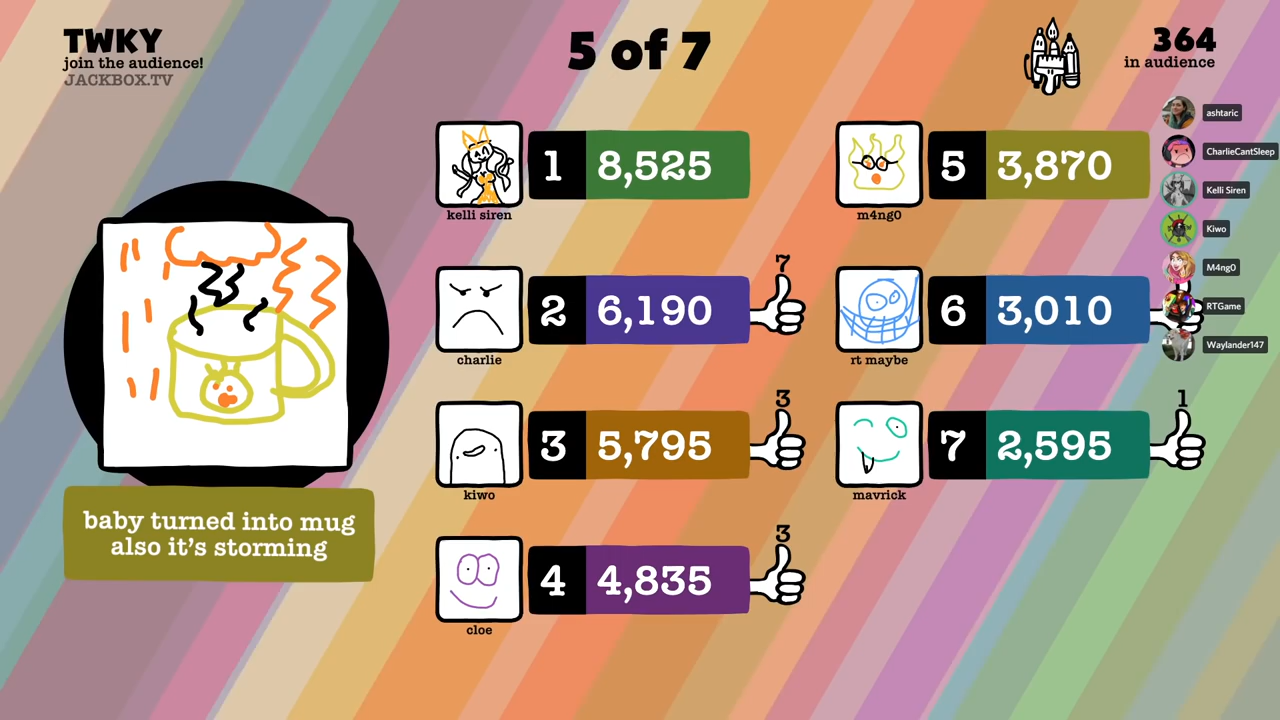 TWKY
join the audience!
JACKBOX.TV
5 of 7
364
in audience
baby turned into mug
also it's storming
1 8,525
kelli siren
2 6,190
7
charlie
3 5,795
3
kiwo
4 4,835
3
cloe
5 3,870
m4ng0
6 3,010
rt maybe
7 2,595
1
mavrick
ashtaric
CharlieCantSleep
Kelli Siren
Kiwo
M4ng0
RTGame
Waylander147